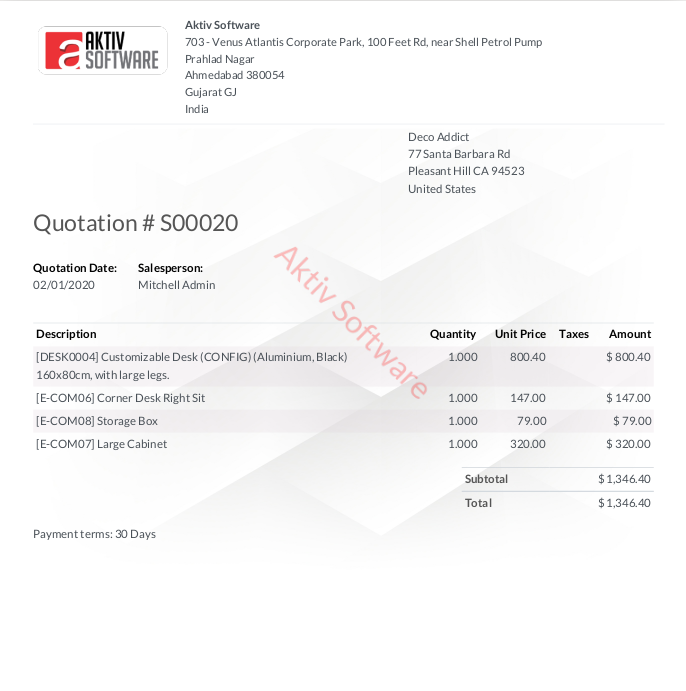 AKTIV
SOFTWARE
Aktiv Software
703 - Venus Atlantis Corporate Park, 100 Feet Rd, near Shell Petrol Pump
Prahlad Nagar
Ahmedabad 380054
Gujarat GJ
India
Deco Addict
77 Santa Barbara Rd
Pleasant Hill CA 94523
United States
Quotation # S00020
Quotation Date: Salesperson:
02/01/2020 Mitchell Admin
Aktiv Software
Description Quantity Unit Price Taxes Amount
[DESK0004] Customizable Desk (CONFIG) (Aluminium, Black) 1.000 800.40 $ 800.40
160x80cm, with large legs.
[E-COM06] Corner Desk Right Sit 1.000 147.00 $ 147.00
[E-COM08] Storage Box 1.000 79.00 $ 79.00
[E-COM07] Large Cabinet 1.000 320.00 $ 320.00
Subtotal $ 1,346.40
Total $ 1,346.40
Payment terms: 30 Days